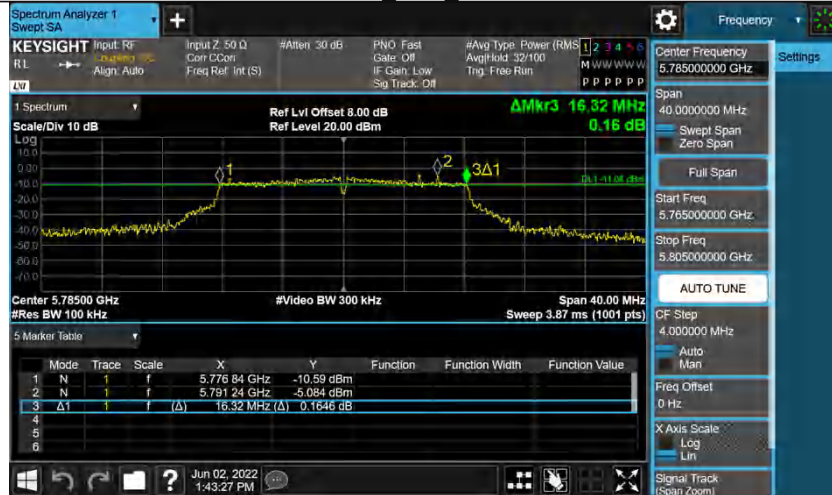 Spectrum Analyzer 1
Swept SA
+
Frequency
KEYSIGHT Input: RF Input Z: 50 Ω #Atten: 30 dB PNO: Fast #Avg Type: Power (RMS 1 2 3 4 5 6
RL Coupling: DC Corr CCorr Gate: Off Avg|Hold: 32/100 M W W W W W
Align: Auto Freq Ref: Int (S) IF Gain: Low Trig: Free Run
Sig Track: Off P P P P P P
LNI
1 Spectrum
Ref Lvl Offset 8.00 dB
ΔMkr3 16.32 MHz
Scale/Div 10 dB
Ref Level 20.00 dBm
0.16 dB
Log
10.0
0.00
-10.0
-20.0
-30.0
-40.0
-50.0
-60.0
-70.0
1
2
3Δ1
DL1 -11.08 dBm
Center 5.78500 GHz #Video BW 300 kHz Span 40.00 MHz
#Res BW 100 kHz Sweep 3.87 ms (1001 pts)
5 Marker Table
Mode Trace Scale X Y Function Function Width Function Value
1 N 1 f 5.776 84 GHz -10.59 dBm
2 N 1 f 5.791 24 GHz -5.084 dBm
3 Δ1 1 f (Δ) 16.32 MHz (Δ) 0.1646 dB
4
5
6
?
Jun 02, 2022
1:43:27 PM
Center Frequency
5.785000000 GHz
Settings
Span
40.0000000 MHz
Swept Span
Zero Span
Full Span
Start Freq
5.765000000 GHz
Stop Freq
5.805000000 GHz
AUTO TUNE
CF Step
4.000000 MHz
Auto
Man
Freq Offset
0 Hz
X Axis Scale
Log
Lin
Signal Track
(Span Zoom)